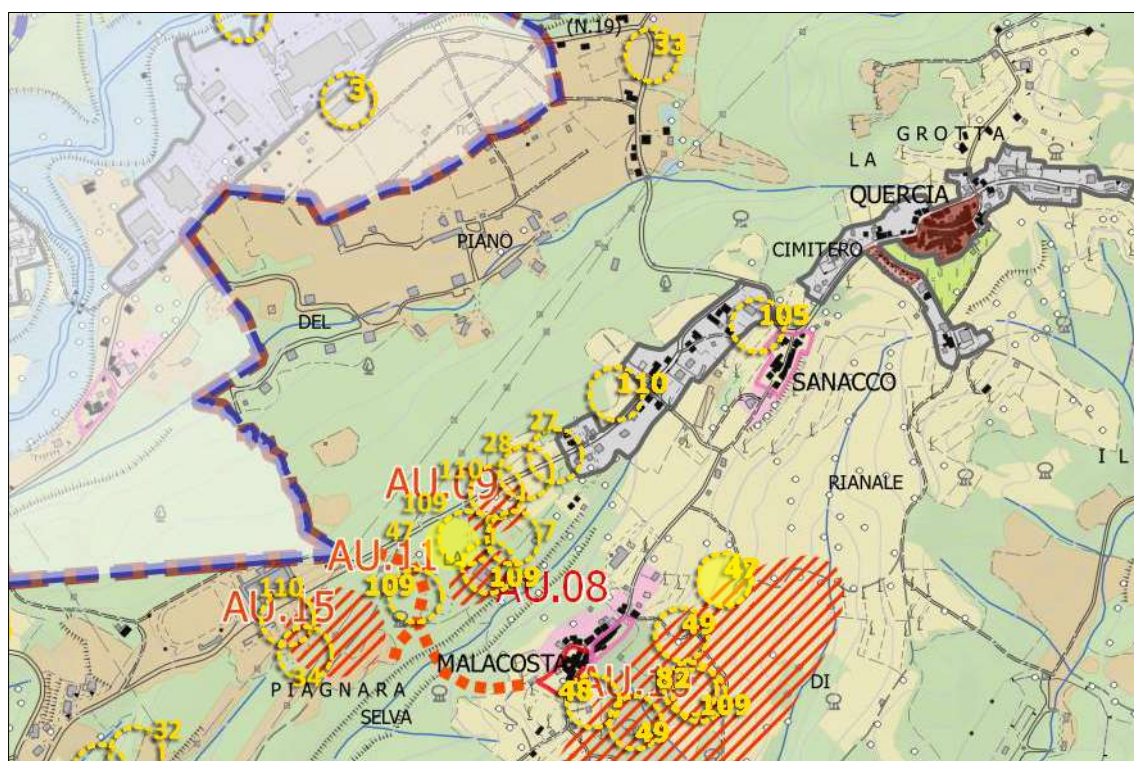 (N.19)
33
3
GROTTA
LA
QUERCIA
PIANO
CIMITERO
DEL
105
SANACCO
110
27
28
IL
110
AU.09
RIANALE
109
47
7
AU.11
109
42
109
AU.08
110
AU.15
49
MALACOSTA
34
82
DI
PIAGNARA
48
109
SELVA
49
32